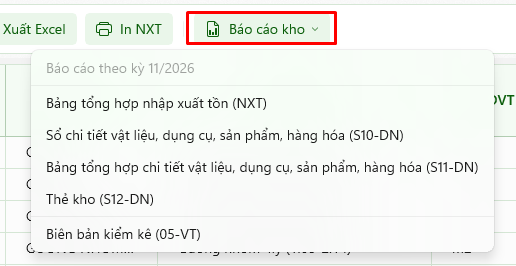 Xuất Excel
In NXT
Báo cáo kho
Báo cáo theo kỳ 11/2026
Bảng tổng hợp nhập xuất tồn (NXT)
Sổ chi tiết vật liệu, dụng cụ, sản phẩm, hàng hóa (S10-DN)
Bảng tổng hợp chi tiết vật liệu, dụng cụ, sản phẩm, hàng hóa (S11-DN)
Thẻ kho (S12-DN)
Biên bản kiểm kê (05-VT)